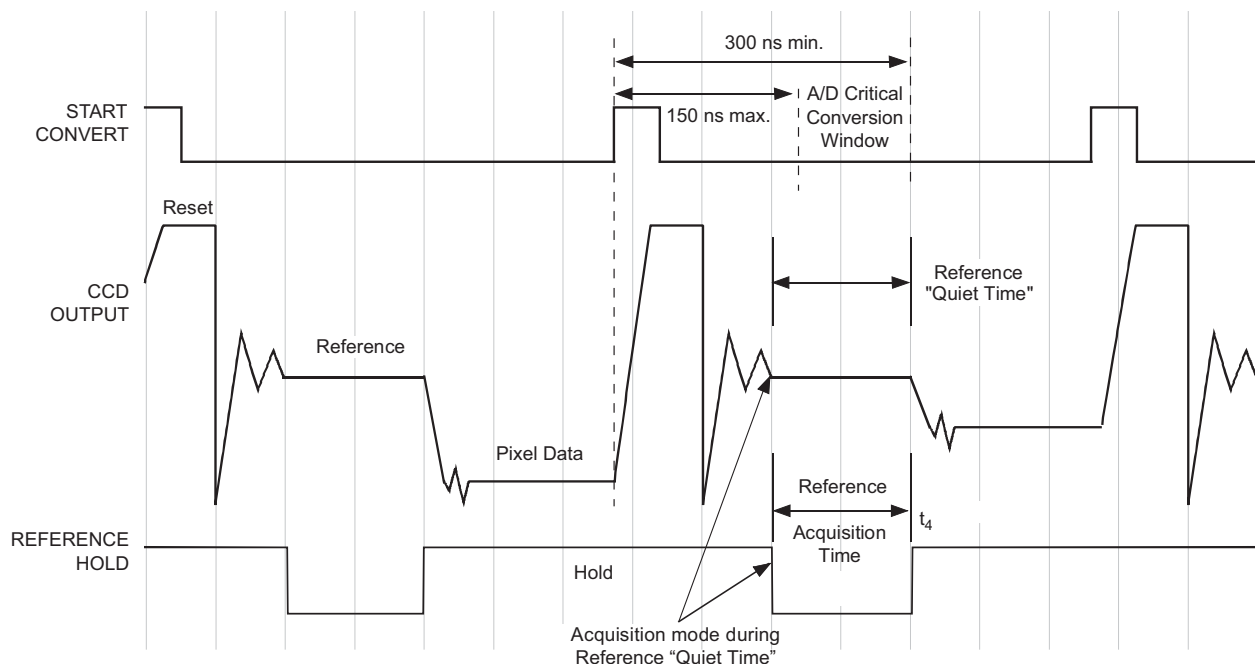 300 ns min.
START
CONVERT
150 ns max.
A/D Critical
Conversion
Window
Reset
CCD
OUTPUT
Reference
"Quiet Time"
Reference
Pixel Data
Reference
Acquisition
Time
t4
REFERENCE
HOLD
Hold
Acquisition mode during
Reference “Quiet Time”